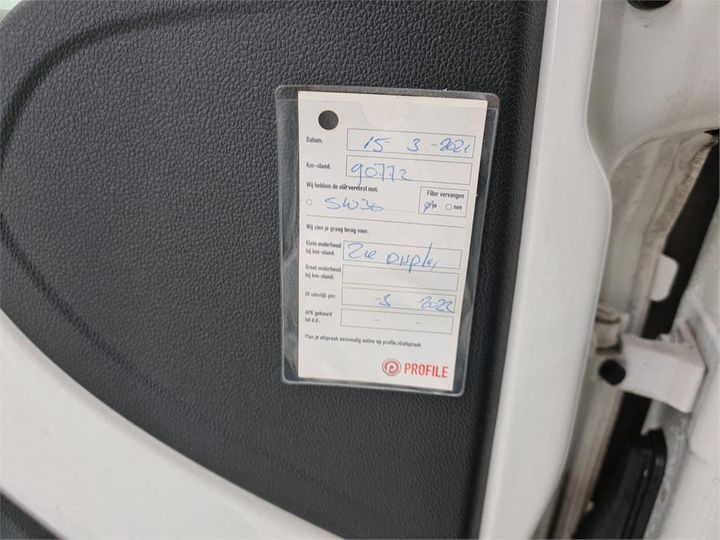 Datum: 15-3-2021
Km-stand: 90772
Wij hebben de olie ververst met:
Filter vervangen
5W30
ja nee
Wij zien je graag terug voor:
Klein onderhoud
bij km-stand: Zie Display
Groot onderhoud
bij km-stand:
Of uiterlijk per: -3 -2022
APK gekeurd
tot d.d.: - -
Plan je afspraak eenvoudig online op profile.nl/afspraak
PROFILE